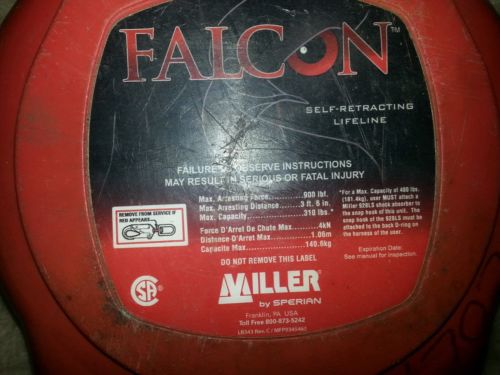 FALCON™
SELF-RETRACTING
LIFELINE
FAILURE TO OBSERVE INSTRUCTIONS
MAY RESULT IN SERIOUS OR FATAL INJURY
REMOVE FROM SERVICE IF
RED APPEARS...
Max. Arresting Force............900 lbf.
Max. Arresting Distance.......3 ft. 6 in.
Max. Capacity....................310 lbs.*
Force D'Arret De Chute Max.....4kN
Distance D'Arret Max............1.06m
Capacite Max....................140.6kg
*For a Max. Capacity of 400 lbs.
(181.4kg), user MUST attach a
Miller 928LS shock absorber to
the snap hook of this unit. The
snap hook of the 928LS must be
attached to the back D-ring on
the harness of the user.
Expiration Date:
See manual for inspection.
DO NOT REMOVE THIS LABEL
SA
MILLER
by SPERIAN
Franklin, PA USA
Toll Free 800-873-5242
LB343 Rev. C /